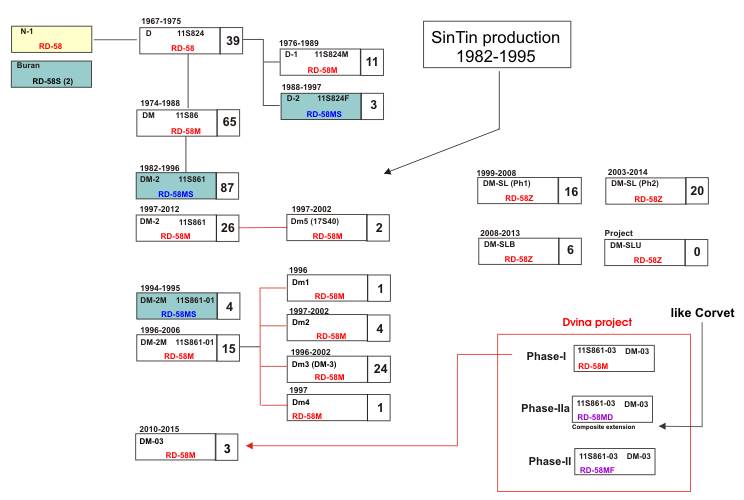 N-1
RD-58
Buran
RD-58S (2)
1967-1975
D 11S824
RD-58
39
1976-1989
D-1 11S824M
RD-58M
11
1988-1997
D-2 11S824F
RD-58MS
3
SinTin production
1982-1995
1974-1988
DM 11S86
RD-58M
65
1982-1996
DM-2 11S861
RD-58MS
87
1997-2012
DM-2 11S861
RD-58M
26
1997-2002
Dm5 (17S40)
RD-58M
2
1999-2008
DM-SL (Ph1)
RD-58Z
16
2003-2014
DM-SL (Ph2)
RD-58Z
20
2008-2013
DM-SLB
RD-58Z
6
Project
DM-SLU
RD-58Z
0
1994-1995
DM-2M 11S861-01
RD-58MS
4
1996-2006
DM-2M 11S861-01
RD-58M
15
1996
Dm1
RD-58M
1
1997-2002
Dm2
RD-58M
4
1996-2002
Dm3 (DM-3)
RD-58M
24
1997
Dm4
RD-58M
1
2010-2015
DM-03
RD-58M
3
like Corvet
Dvina project
Phase-I
11S861-03 DM-03
RD-58M
Phase-IIa
11S861-03 DM-03
RD-58MD
Composite extension
Phase-II
11S861-03 DM-03
RD-58MF